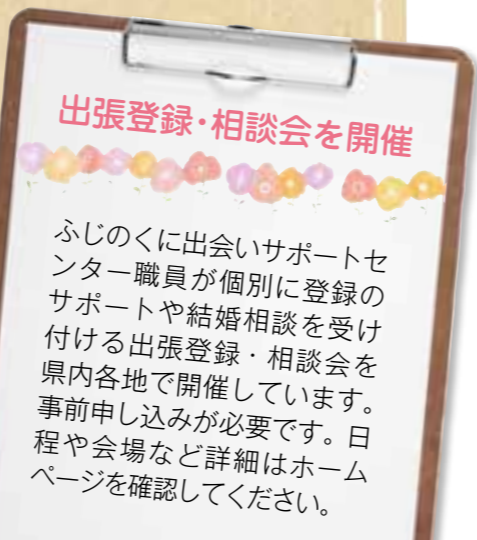 出張登録・相談会を開催
ふじのくに出会いサポートセ
ンター職員が個別に登録の
サポートや結婚相談を受け
付ける出張登録・相談会を
県内各地で開催しています。
事前申し込みが必要です。日
程や会場など詳細はホーム
ページを確認してください。